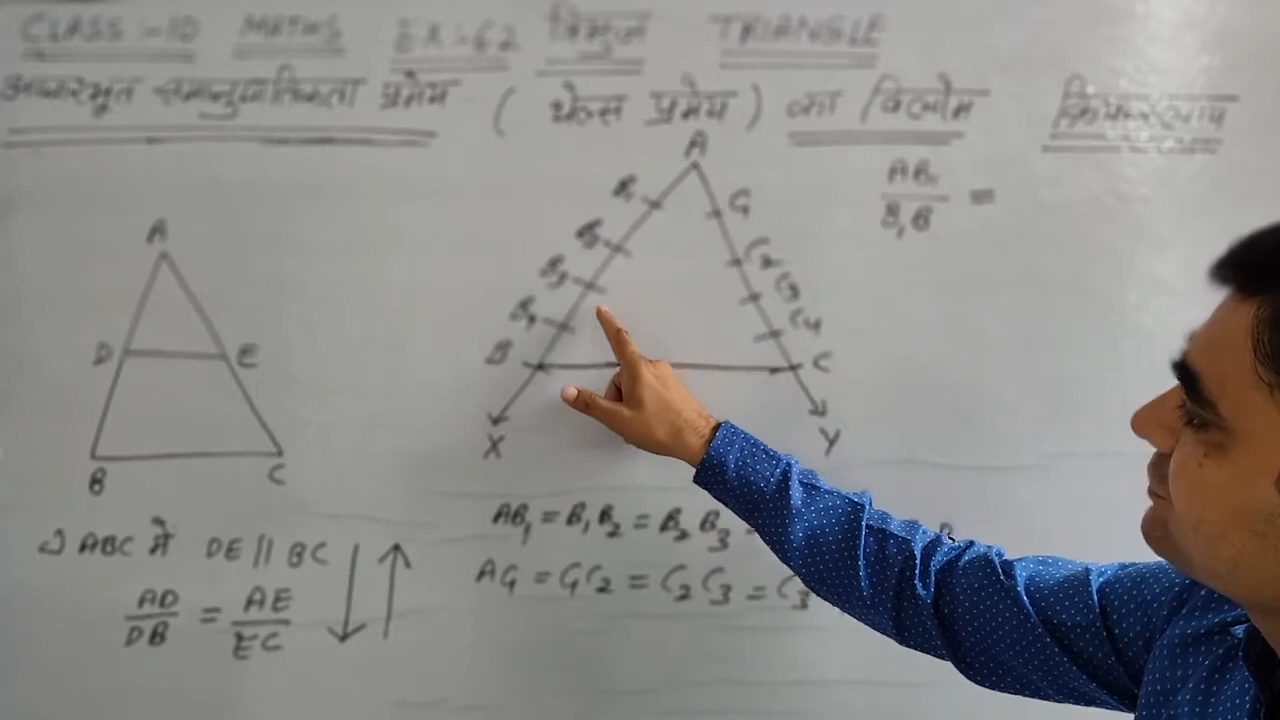 CLASS :-10 MATHS EX:-6.2 त्रिभुज TRIANGLE
आधारभूत समानुपातिकता प्रमेय ( थेल्स प्रमेय ) का विलोम क्रियाकलाप
A
B₁ C₁
B₂ C₂
B₃ C₃
B₄ C₄
B C
X Y
AB₁ / B₁B =
A
D E
B C
AB₁ = B₁B₂ = B₂B₃
AC₁ = C₁C₂ = C₂C₃ = C₃
△ABC में DE || BC
AD / DB = AE / EC